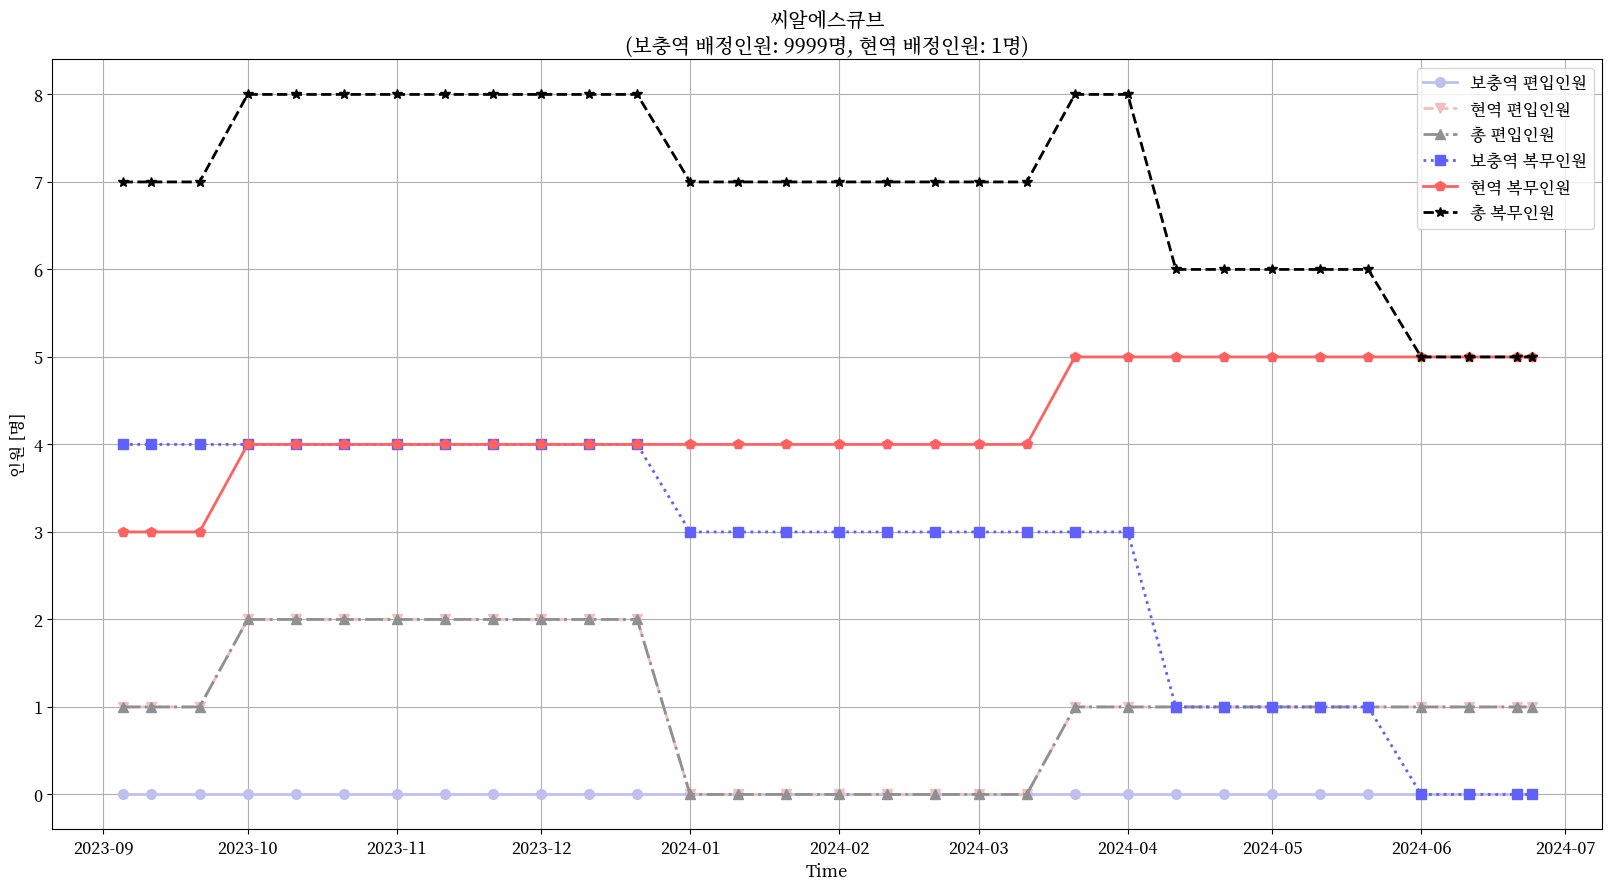 씨알에스큐브
(보충역 배정인원: 9999명, 현역 배정인원: 1명)
보충역 편입인원
현역 편입인원
총 편입인원
보충역 복무인원
현역 복무인원
총 복무인원
인원 [명]
8
7
6
5
4
3
2
1
0
2023-09 2023-10 2023-11 2023-12 2024-01 2024-02 2024-03 2024-04 2024-05 2024-06 2024-07
Time